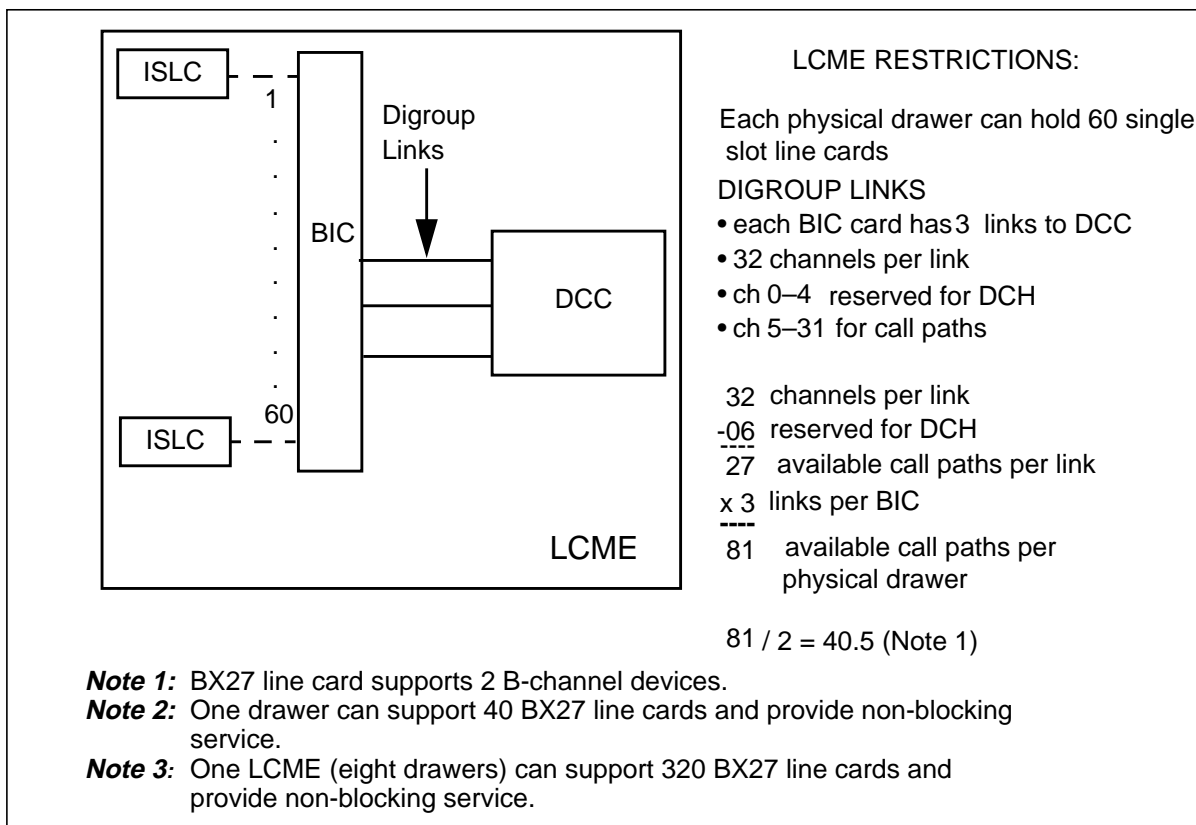 ISLC
1
.
.
.
.
.
.
.
60
ISLC
BIC
Digroup
Links
DCC
LCME
LCME RESTRICTIONS:
Each physical drawer can hold 60 single
slot line cards
DIGROUP LINKS
• each BIC card has 3 links to DCC
• 32 channels per link
• ch 0–4 reserved for DCH
• ch 5–31 for call paths
32 channels per link
-06 reserved for DCH
----
27 available call paths per link
x 3 links per BIC
----
81 available call paths per
physical drawer
81 / 2 = 40.5 (Note 1)
Note 1: BX27 line card supports 2 B-channel devices.
Note 2: One drawer can support 40 BX27 line cards and provide non-blocking
service.
Note 3: One LCME (eight drawers) can support 320 BX27 line cards and
provide non-blocking service.